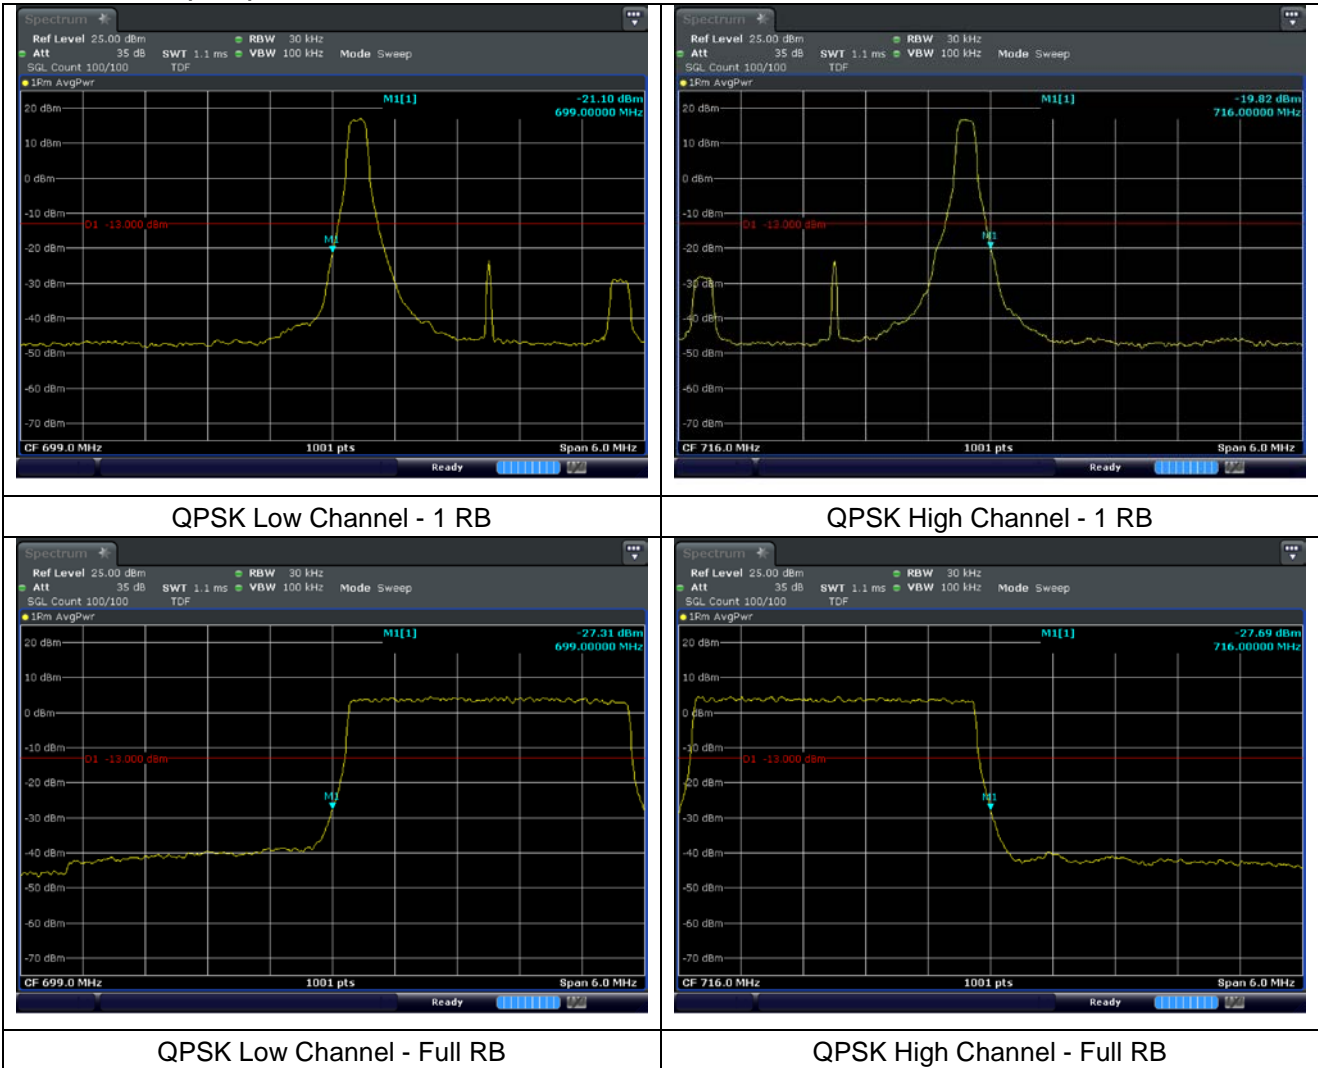 Spectrum
Ref Level 25.00 dBm RBW 30 kHz
Att 35 dB SWT 1.1 ms VBW 100 kHz Mode Sweep
SGL Count 100/100 TDF
1Rm AvgPwr
M1[1] -21.10 dBm
699.00000 MHz
20 dBm
10 dBm
0 dBm
-10 dBm
D1 -13.000 dBm
M1
-20 dBm
-30 dBm
-40 dBm
-50 dBm
-60 dBm
-70 dBm
CF 699.0 MHz 1001 pts Span 6.0 MHz
Ready
Spectrum
Ref Level 25.00 dBm RBW 30 kHz
Att 35 dB SWT 1.1 ms VBW 100 kHz Mode Sweep
SGL Count 100/100 TDF
1Rm AvgPwr
M1[1] -19.82 dBm
716.00000 MHz
20 dBm
10 dBm
0 dBm
-10 dBm
D1 -13.000 dBm
M1
-20 dBm
-30 dBm
-40 dBm
-50 dBm
-60 dBm
-70 dBm
CF 716.0 MHz 1001 pts Span 6.0 MHz
Ready
QPSK Low Channel - 1 RB
QPSK High Channel - 1 RB
Spectrum
Ref Level 25.00 dBm RBW 30 kHz
Att 35 dB SWT 1.1 ms VBW 100 kHz Mode Sweep
SGL Count 100/100 TDF
1Rm AvgPwr
M1[1] -27.31 dBm
699.00000 MHz
20 dBm
10 dBm
0 dBm
-10 dBm
D1 -13.000 dBm
-20 dBm
M1
-30 dBm
-40 dBm
-50 dBm
-60 dBm
-70 dBm
CF 699.0 MHz 1001 pts Span 6.0 MHz
Ready
Spectrum
Ref Level 25.00 dBm RBW 30 kHz
Att 35 dB SWT 1.1 ms VBW 100 kHz Mode Sweep
SGL Count 100/100 TDF
1Rm AvgPwr
M1[1] -27.69 dBm
716.00000 MHz
20 dBm
10 dBm
0 dBm
-10 dBm
D1 -13.000 dBm
-20 dBm
M1
-30 dBm
-40 dBm
-50 dBm
-60 dBm
-70 dBm
CF 716.0 MHz 1001 pts Span 6.0 MHz
Ready
QPSK Low Channel - Full RB
QPSK High Channel - Full RB